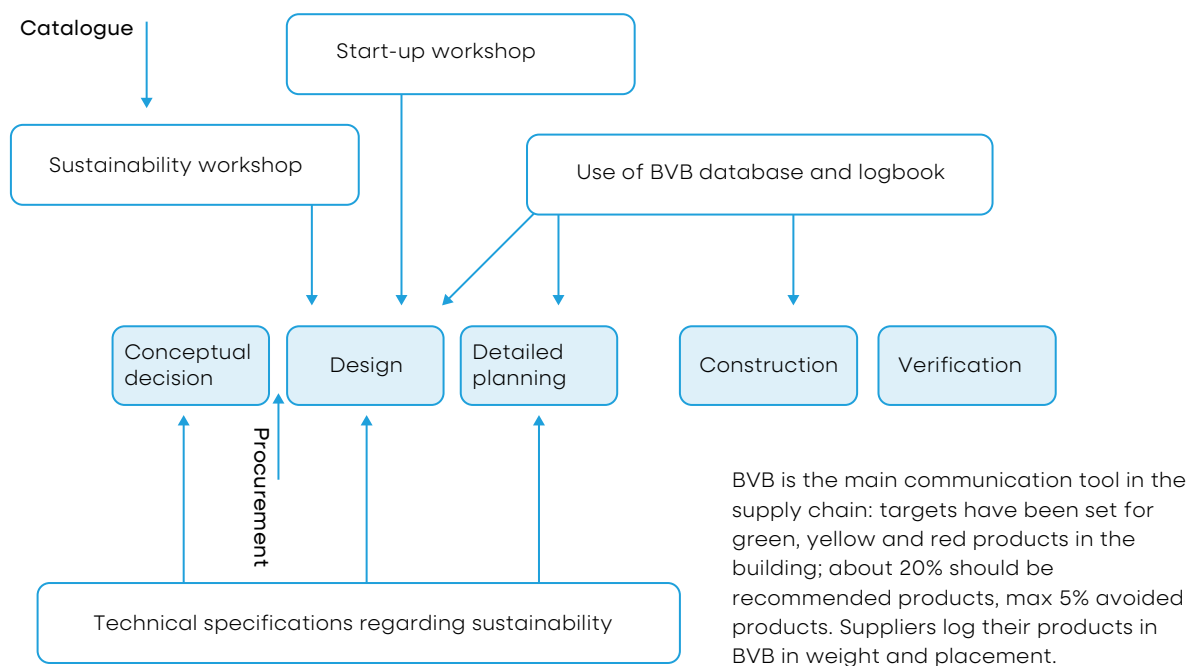 Catalogue
Start-up workshop
Sustainability workshop
Use of BVB database and logbook
Conceptual
decision
Design
Detailed
planning
Construction
Verification
Procurement
BVB is the main communication tool in the
supply chain: targets have been set for
green, yellow and red products in the
building; about 20% should be
recommended products, max 5% avoided
products. Suppliers log their products in
BVB in weight and placement.
Technical specifications regarding sustainability